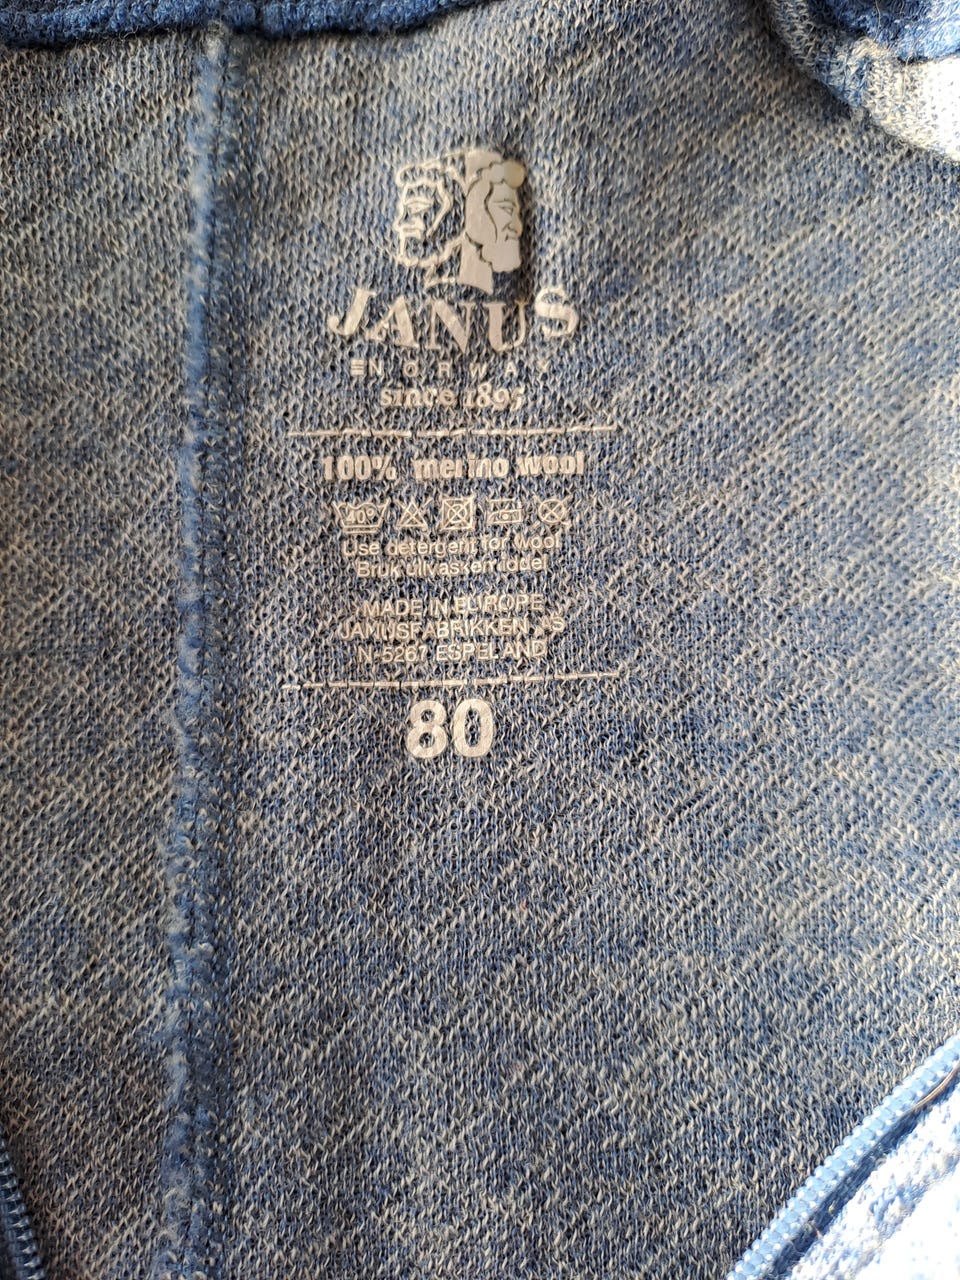 JANUS
NORWAY
since 1895
100% merino wool
40°
Use detergent for wool
Bruk ullvaskemiddel
MADE IN EUROPE
JANUSFABRIKKEN AS
N-5267 ESPELAND
80